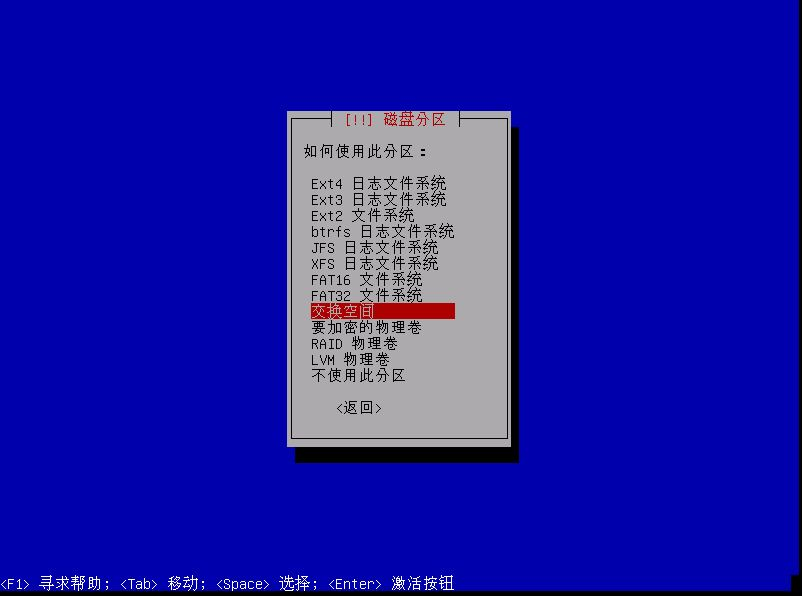 [!!] 磁盘分区
如何使用此分区：
Ext4 日志文件系统
Ext3 日志文件系统
Ext2 文件系统
btrfs 日志文件系统
JFS 日志文件系统
XFS 日志文件系统
FAT16 文件系统
FAT32 文件系统
交换空间
要加密的物理卷
RAID 物理卷
LVM 物理卷
不使用此分区
<返回>
<F1> 寻求帮助; <Tab> 移动; <Space> 选择; <Enter> 激活按钮